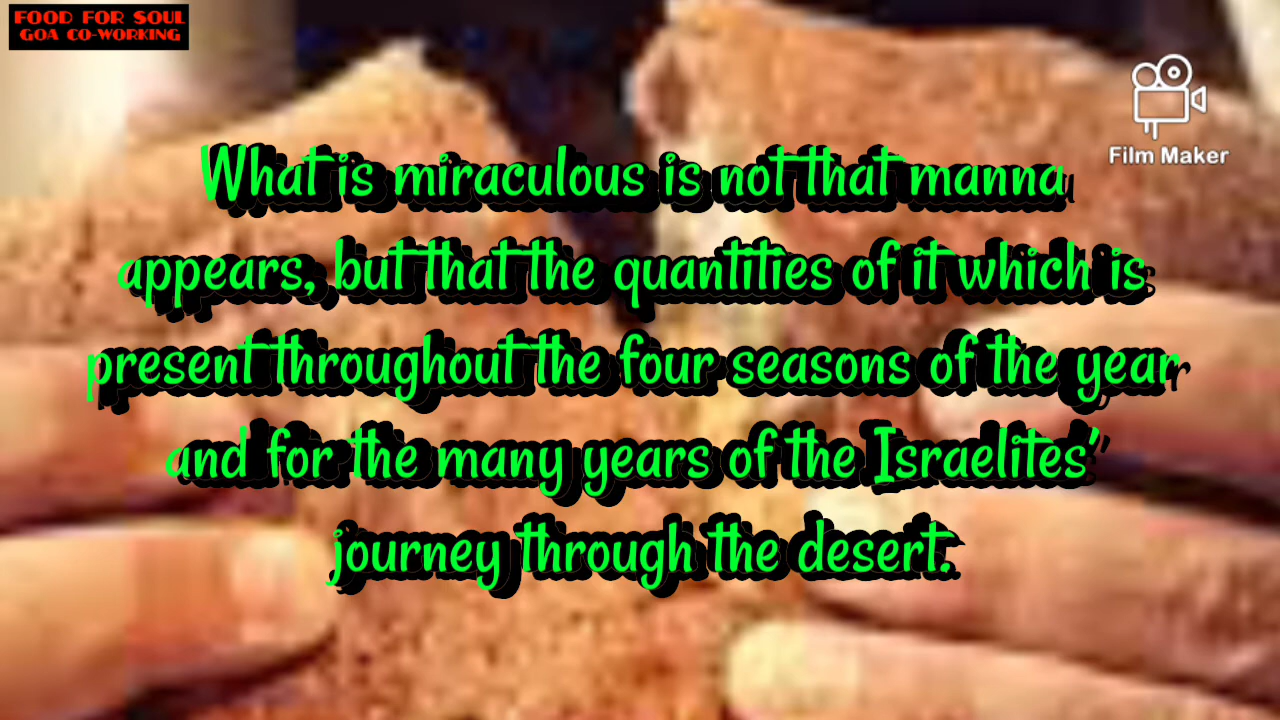 FOOD FOR SOUL
GOA CO-WORKING
Film Maker
What is miraculous is not that manna
appears, but that the quantities of it which is
present throughout the four seasons of the year
and for the many years of the Israelites'
journey through the desert.